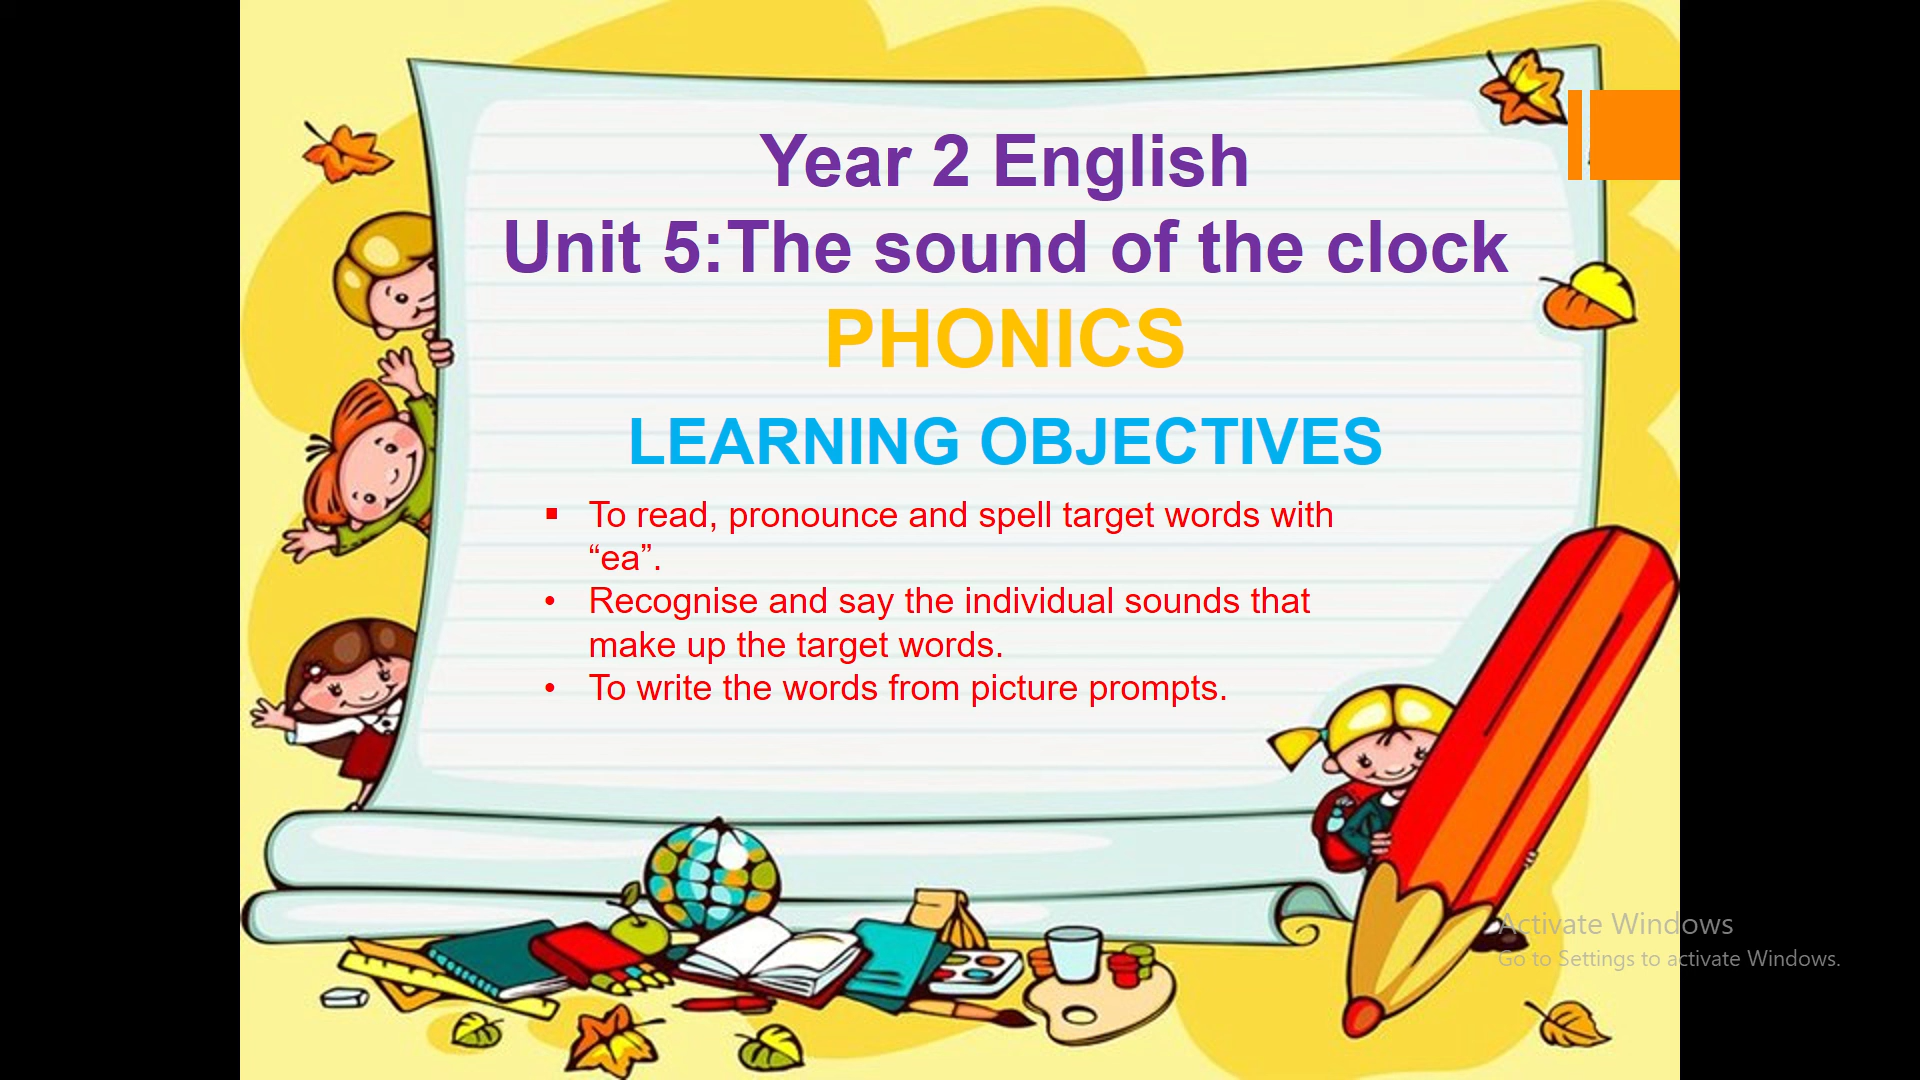 Year 2 English
Unit 5:The sound of the clock
PHONICS
LEARNING OBJECTIVES
▪ To read, pronounce and spell target words with
“ea”.
• Recognise and say the individual sounds that
make up the target words.
• To write the words from picture prompts.
Activate Windows
Go to Settings to activate Windows.